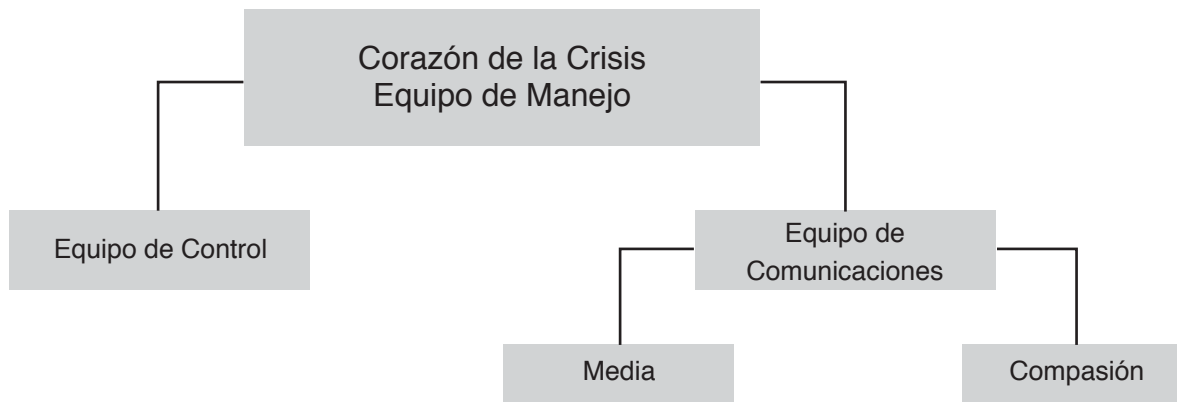 Corazón de la Crisis
Equipo de Manejo
Equipo de Control
Equipo de
Comunicaciones
Media
Compasión